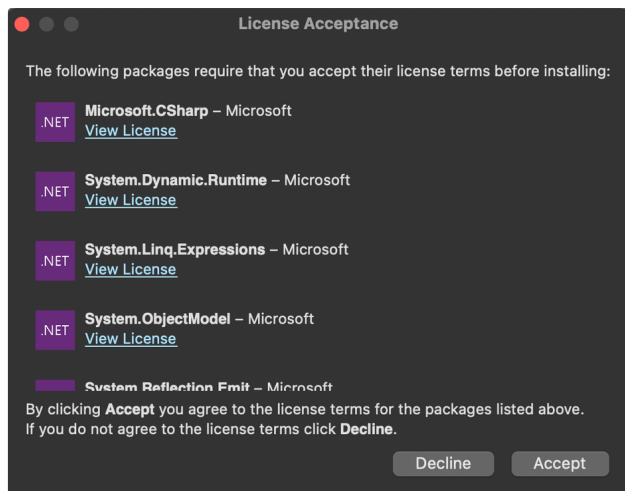 License Acceptance
The following packages require that you accept their license terms before installing:
.NET
Microsoft.CSharp – Microsoft
View License
.NET
System.Dynamic.Runtime – Microsoft
View License
.NET
System.Linq.Expressions – Microsoft
View License
.NET
System.ObjectModel – Microsoft
View License
System.Reflection.Emit – Microsoft
By clicking Accept you agree to the license terms for the packages listed above.
If you do not agree to the license terms click Decline.
Decline
Accept